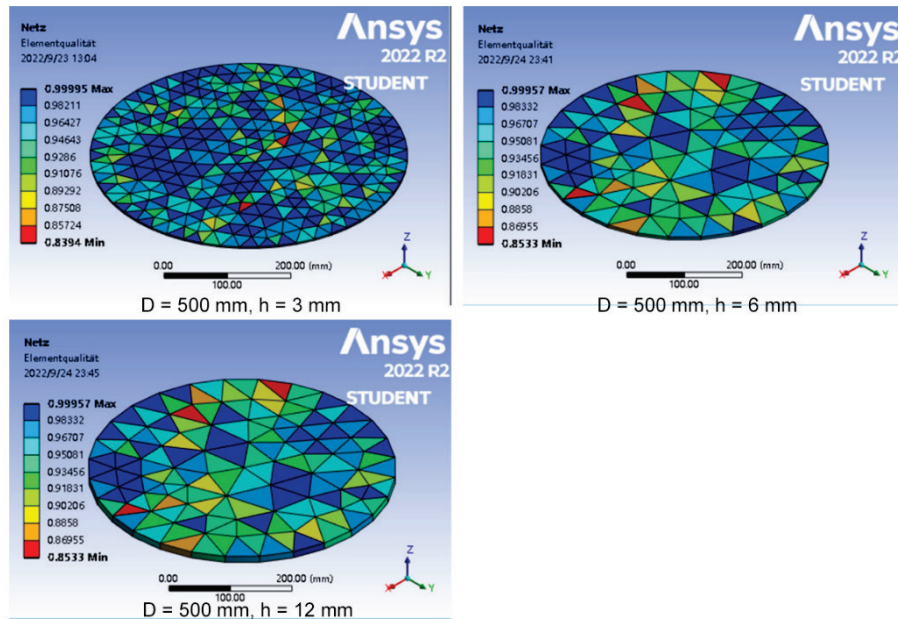 Netz
Elementqualität
2022/9/23 13:04
Ansys
2022 R2
STUDENT
0.99995 Max
0.98211
0.96427
0.94643
0.9286
0.91076
0.89292
0.87508
0.85724
0.8394 Min
0.00
200.00 (mm)
100.00
Z
X
Y
D = 500 mm, h = 3 mm
Netz
Elementqualität
2022/9/24 23:41
Ansys
2022 R2
STUDENT
0.99957 Max
0.98332
0.96707
0.95081
0.93456
0.91831
0.90206
0.8858
0.86955
0.8533 Min
0.00
200.00 (mm)
100.00
Z
X
Y
D = 500 mm, h = 6 mm
Netz
Elementqualität
2022/9/24 23:45
Ansys
2022 R2
STUDENT
0.99957 Max
0.98332
0.96707
0.95081
0.93456
0.91831
0.90206
0.8858
0.86955
0.8533 Min
0.00
200.00 (mm)
100.00
Z
X
Y
D = 500 mm, h = 12 mm